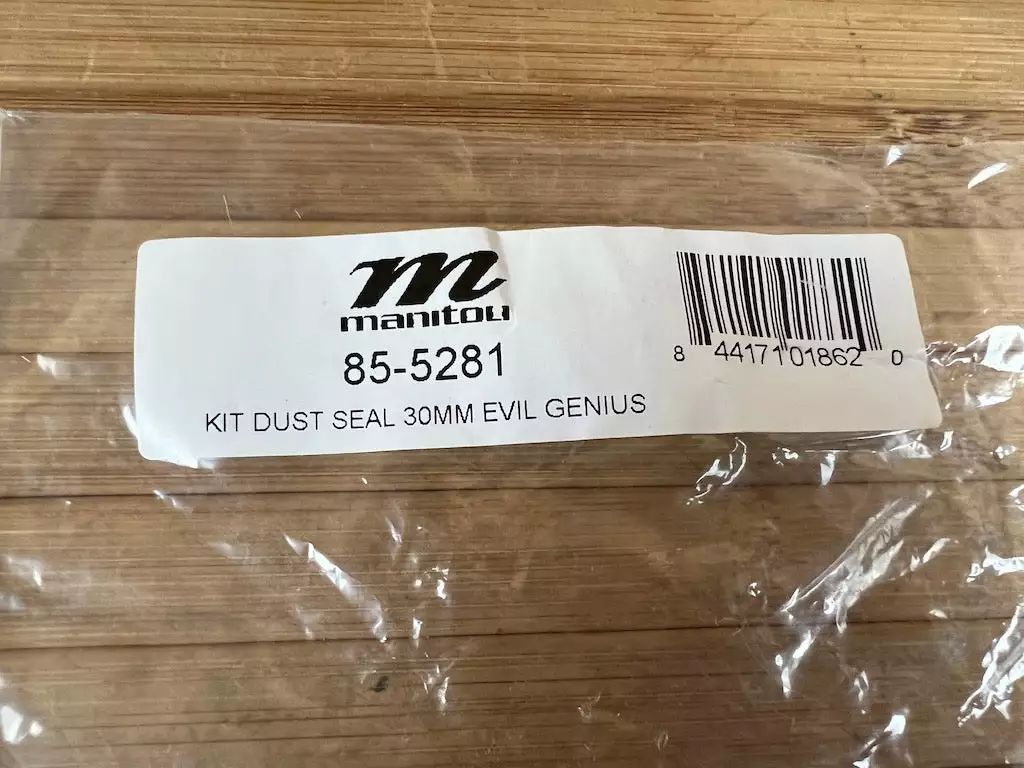 m
manitou
85-5281
KIT DUST SEAL 30MM EVIL GENIUS
8 44171 01862 0